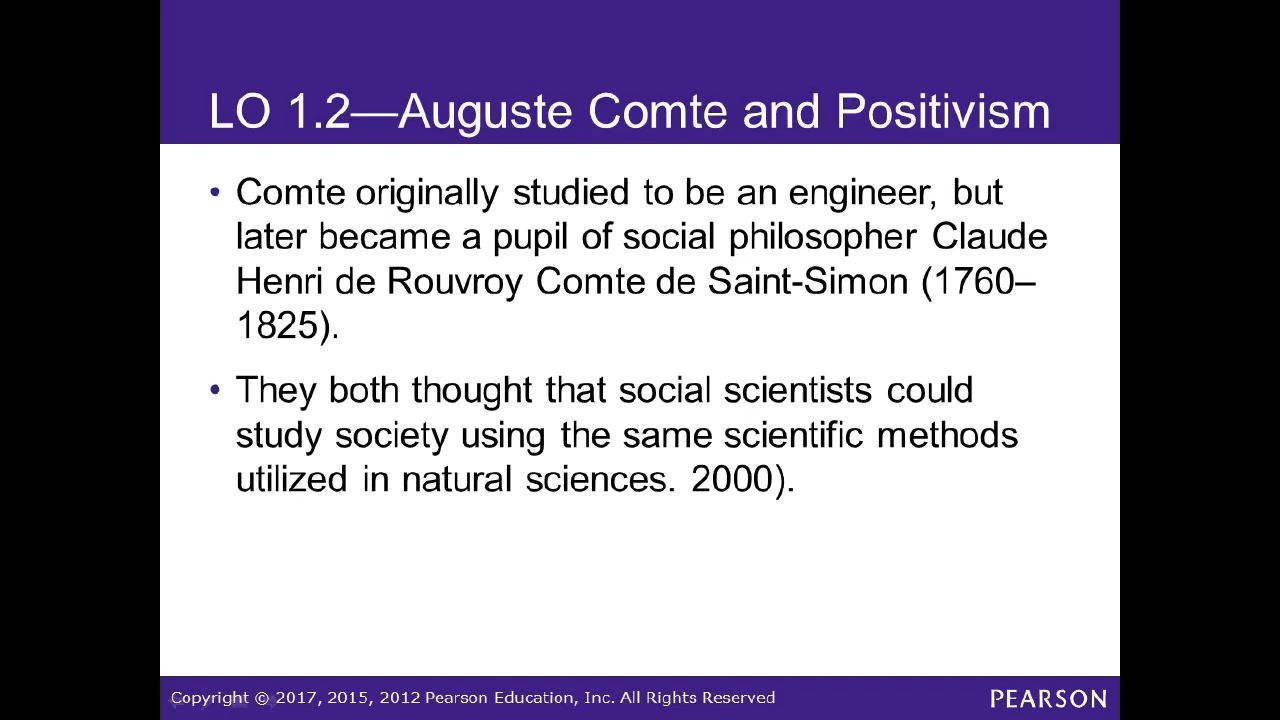 LO 1.2—Auguste Comte and Positivism
• Comte originally studied to be an engineer, but
later became a pupil of social philosopher Claude
Henri de Rouvroy Comte de Saint-Simon (1760–
1825).
• They both thought that social scientists could
study society using the same scientific methods
utilized in natural sciences. 2000).
Copyright © 2017, 2015, 2012 Pearson Education, Inc. All Rights Reserved
PEARSON